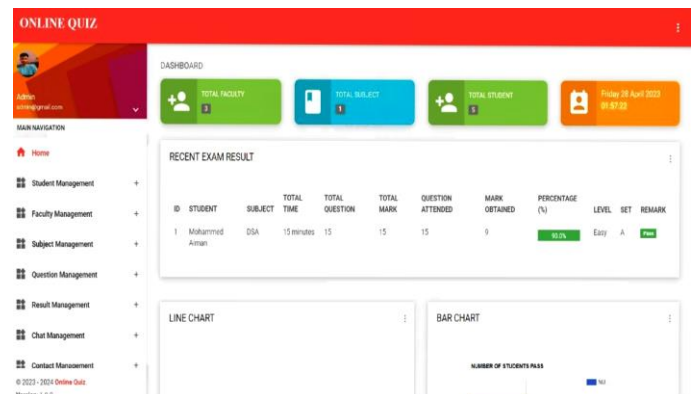 ONLINE QUIZ
Admin
admin@gmail.com
MAIN NAVIGATION
Home
Student Management
Faculty Management
Subject Management
Question Management
Result Management
Chat Management
Contact Management
© 2023 - 2024 Online Quiz
DASHBOARD
TOTAL FACULTY
3
TOTAL SUBJECT
1
TOTAL STUDENT
5
Friday 28 April 2023
RECENT EXAM RESULT
ID STUDENT SUBJECT TOTAL TIME TOTAL QUESTION TOTAL MARK QUESTION ATTENDED MARK OBTAINED PERCENTAGE (%) LEVEL SET REMARK
1 Mohammed Aiman DSA 15 minutes 15 15 15 9 Easy A Pass
LINE CHART
BAR CHART
NUMBER OF STUDENTS PASS